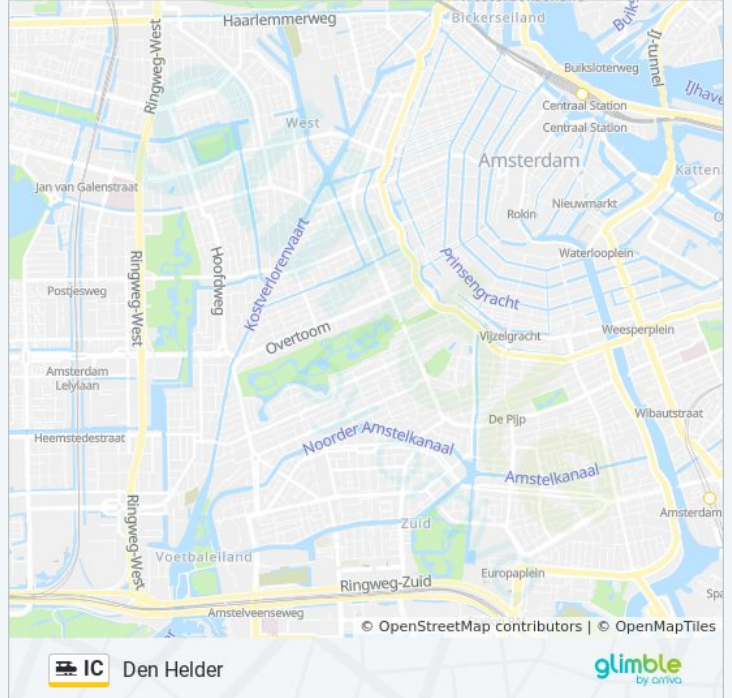 Haarlemmerweg
Bickerseiland
Ringweg-West
IJ-tunnel
Buiksloterweg
IJhave
Centraal Station
Centraal Station
West
Amsterdam
Jan van Galenstraat
Rokin
Nieuwmarkt
Waterlooplein
Hoofdweg
Kostverlorenvaart
Prinsengracht
Ringweg-West
Postjesweg
Overtoom
Vijzelgracht
Weesperplein
Amsterdam
Lelylaan
Wibautstraat
De Pijp
Heemstedestraat
Noorder Amstelkanaal
Amstelkanaal
Ringweg-West
Amsterdam
Zuid
Voetbaleiland
Europaplein
Ringweg-Zuid
Spa
Amstelveenseweg
© OpenStreetMap contributors | © OpenMapTiles
IC Den Helder
glimble
by arriva